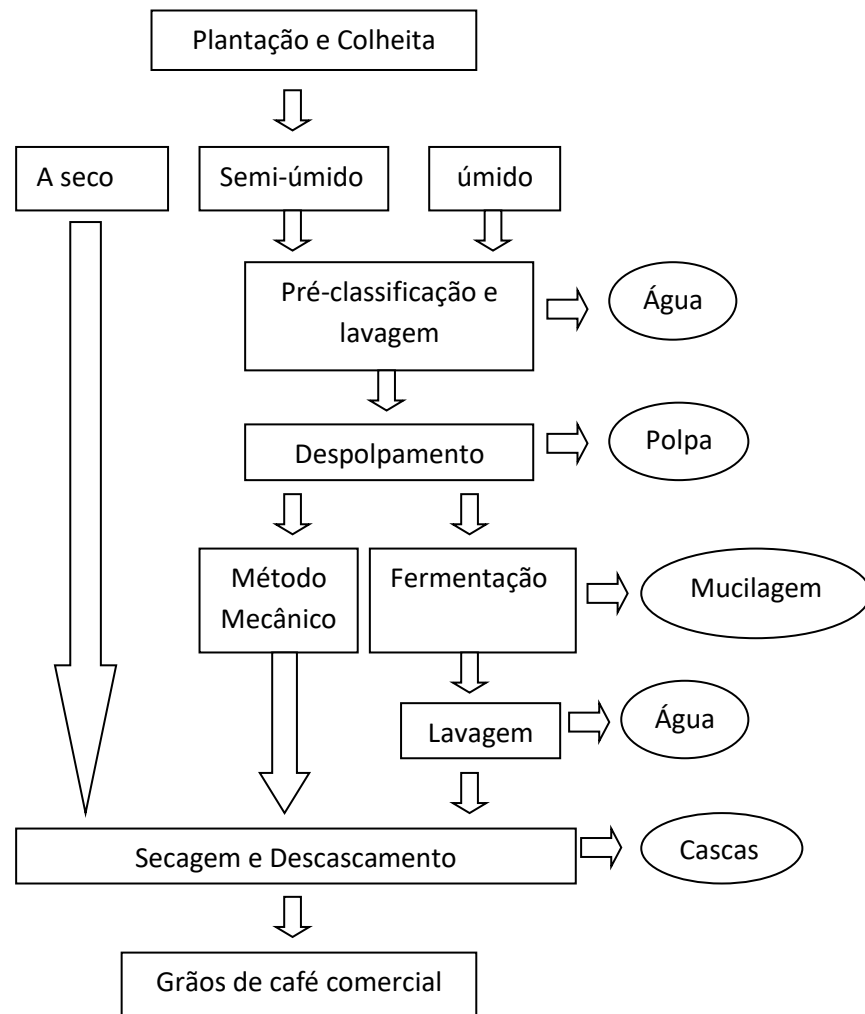 Plantação e Colheita
A seco
Semi-úmido
úmido
Pré-classificação e
lavagem
Água
Despolpamento
Polpa
Método
Mecânico
Fermentação
Mucilagem
Lavagem
Água
Secagem e Descascamento
Cascas
Grãos de café comercial